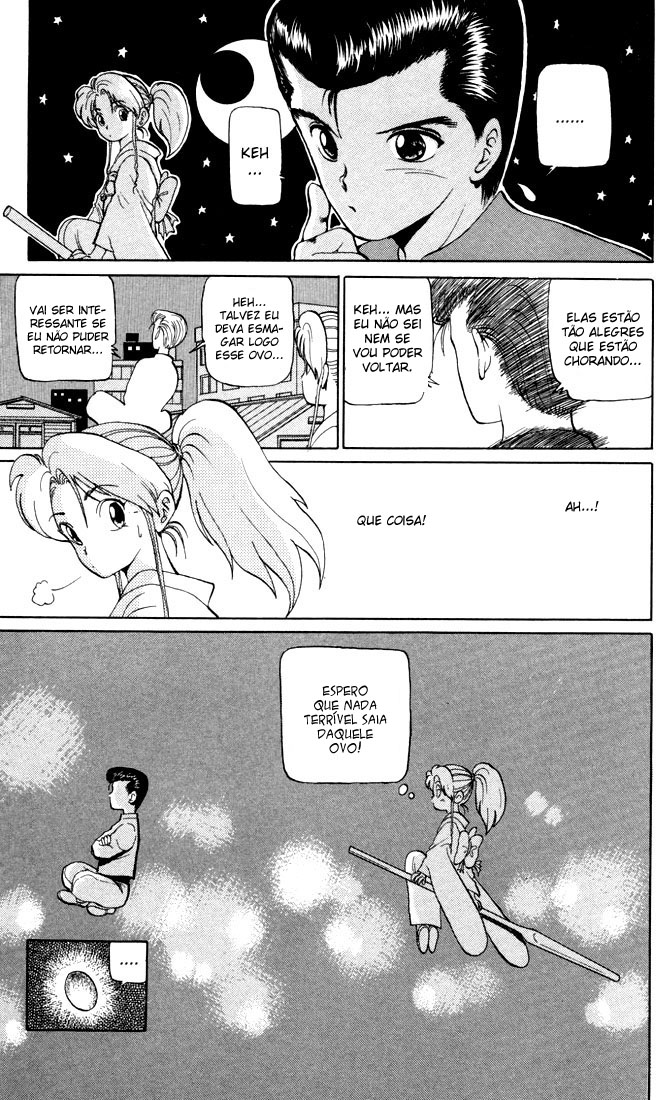 ......
KEH
...
ELAS ESTÃO
TÃO ALEGRES
QUE ESTÃO
CHORANDO...
KEH... MAS
EU NÃO SEI
NEM SE
VOU PODER
VOLTAR.
HEH...
TALVEZ EU
DEVA ESMA-
GAR LOGO
ESSE OVO...
VAI SER INTE-
RESSANTE SE
EU NÃO PUDER
RETORNAR...
AH...!
QUE COISA!
ESPERO
QUE NADA
TERRÍVEL SAIA
DAQUELE
OVO!
....